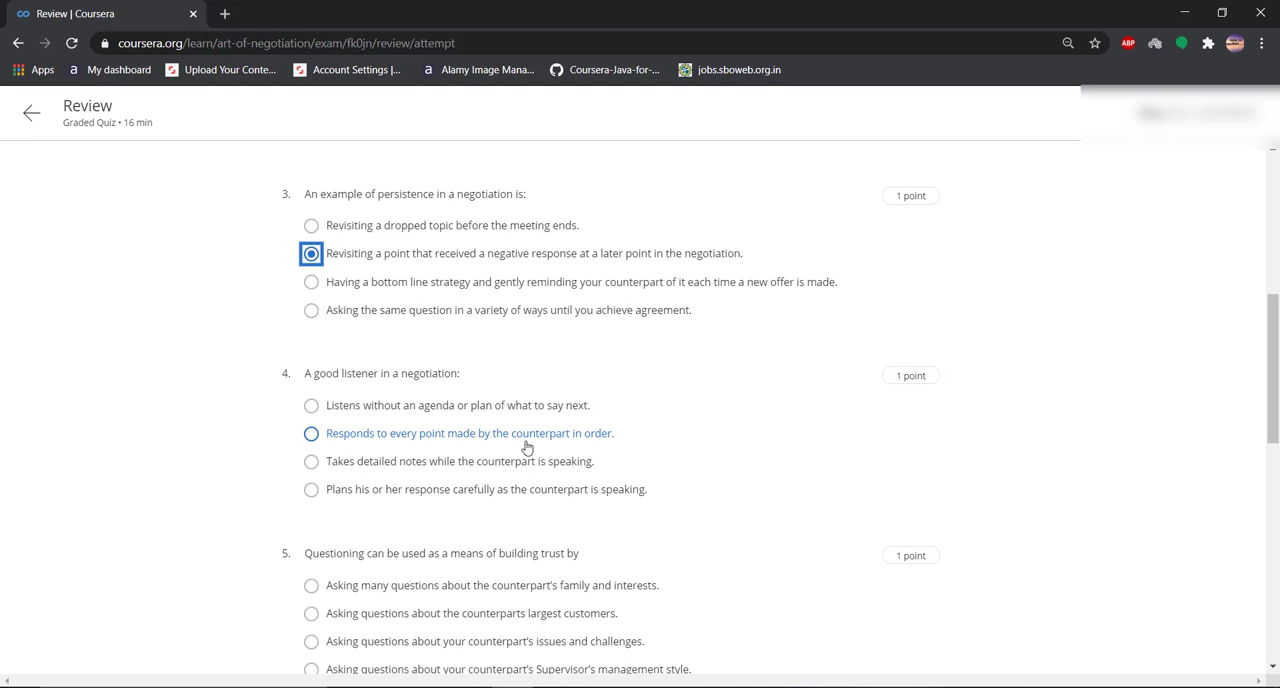 Review | Coursera
coursera.org/learn/art-of-negotiation/exam/fk0jn/review/attempt
ABP
Apps a My dashboard Upload Your Conte... Account Settings |... a Alamy Image Mana... Coursera-Java-for-... jobs.sboweb.org.in
Review
Graded Quiz • 16 min
3. An example of persistence in a negotiation is: 1 point
Revisiting a dropped topic before the meeting ends.
Revisiting a point that received a negative response at a later point in the negotiation.
Having a bottom line strategy and gently reminding your counterpart of it each time a new offer is made.
Asking the same question in a variety of ways until you achieve agreement.
4. A good listener in a negotiation: 1 point
Listens without an agenda or plan of what to say next.
Responds to every point made by the counterpart in order.
Takes detailed notes while the counterpart is speaking.
Plans his or her response carefully as the counterpart is speaking.
5. Questioning can be used as a means of building trust by 1 point
Asking many questions about the counterpart's family and interests.
Asking questions about the counterparts largest customers.
Asking questions about your counterpart's issues and challenges.
Asking questions about your counterpart's Supervisor's management style.